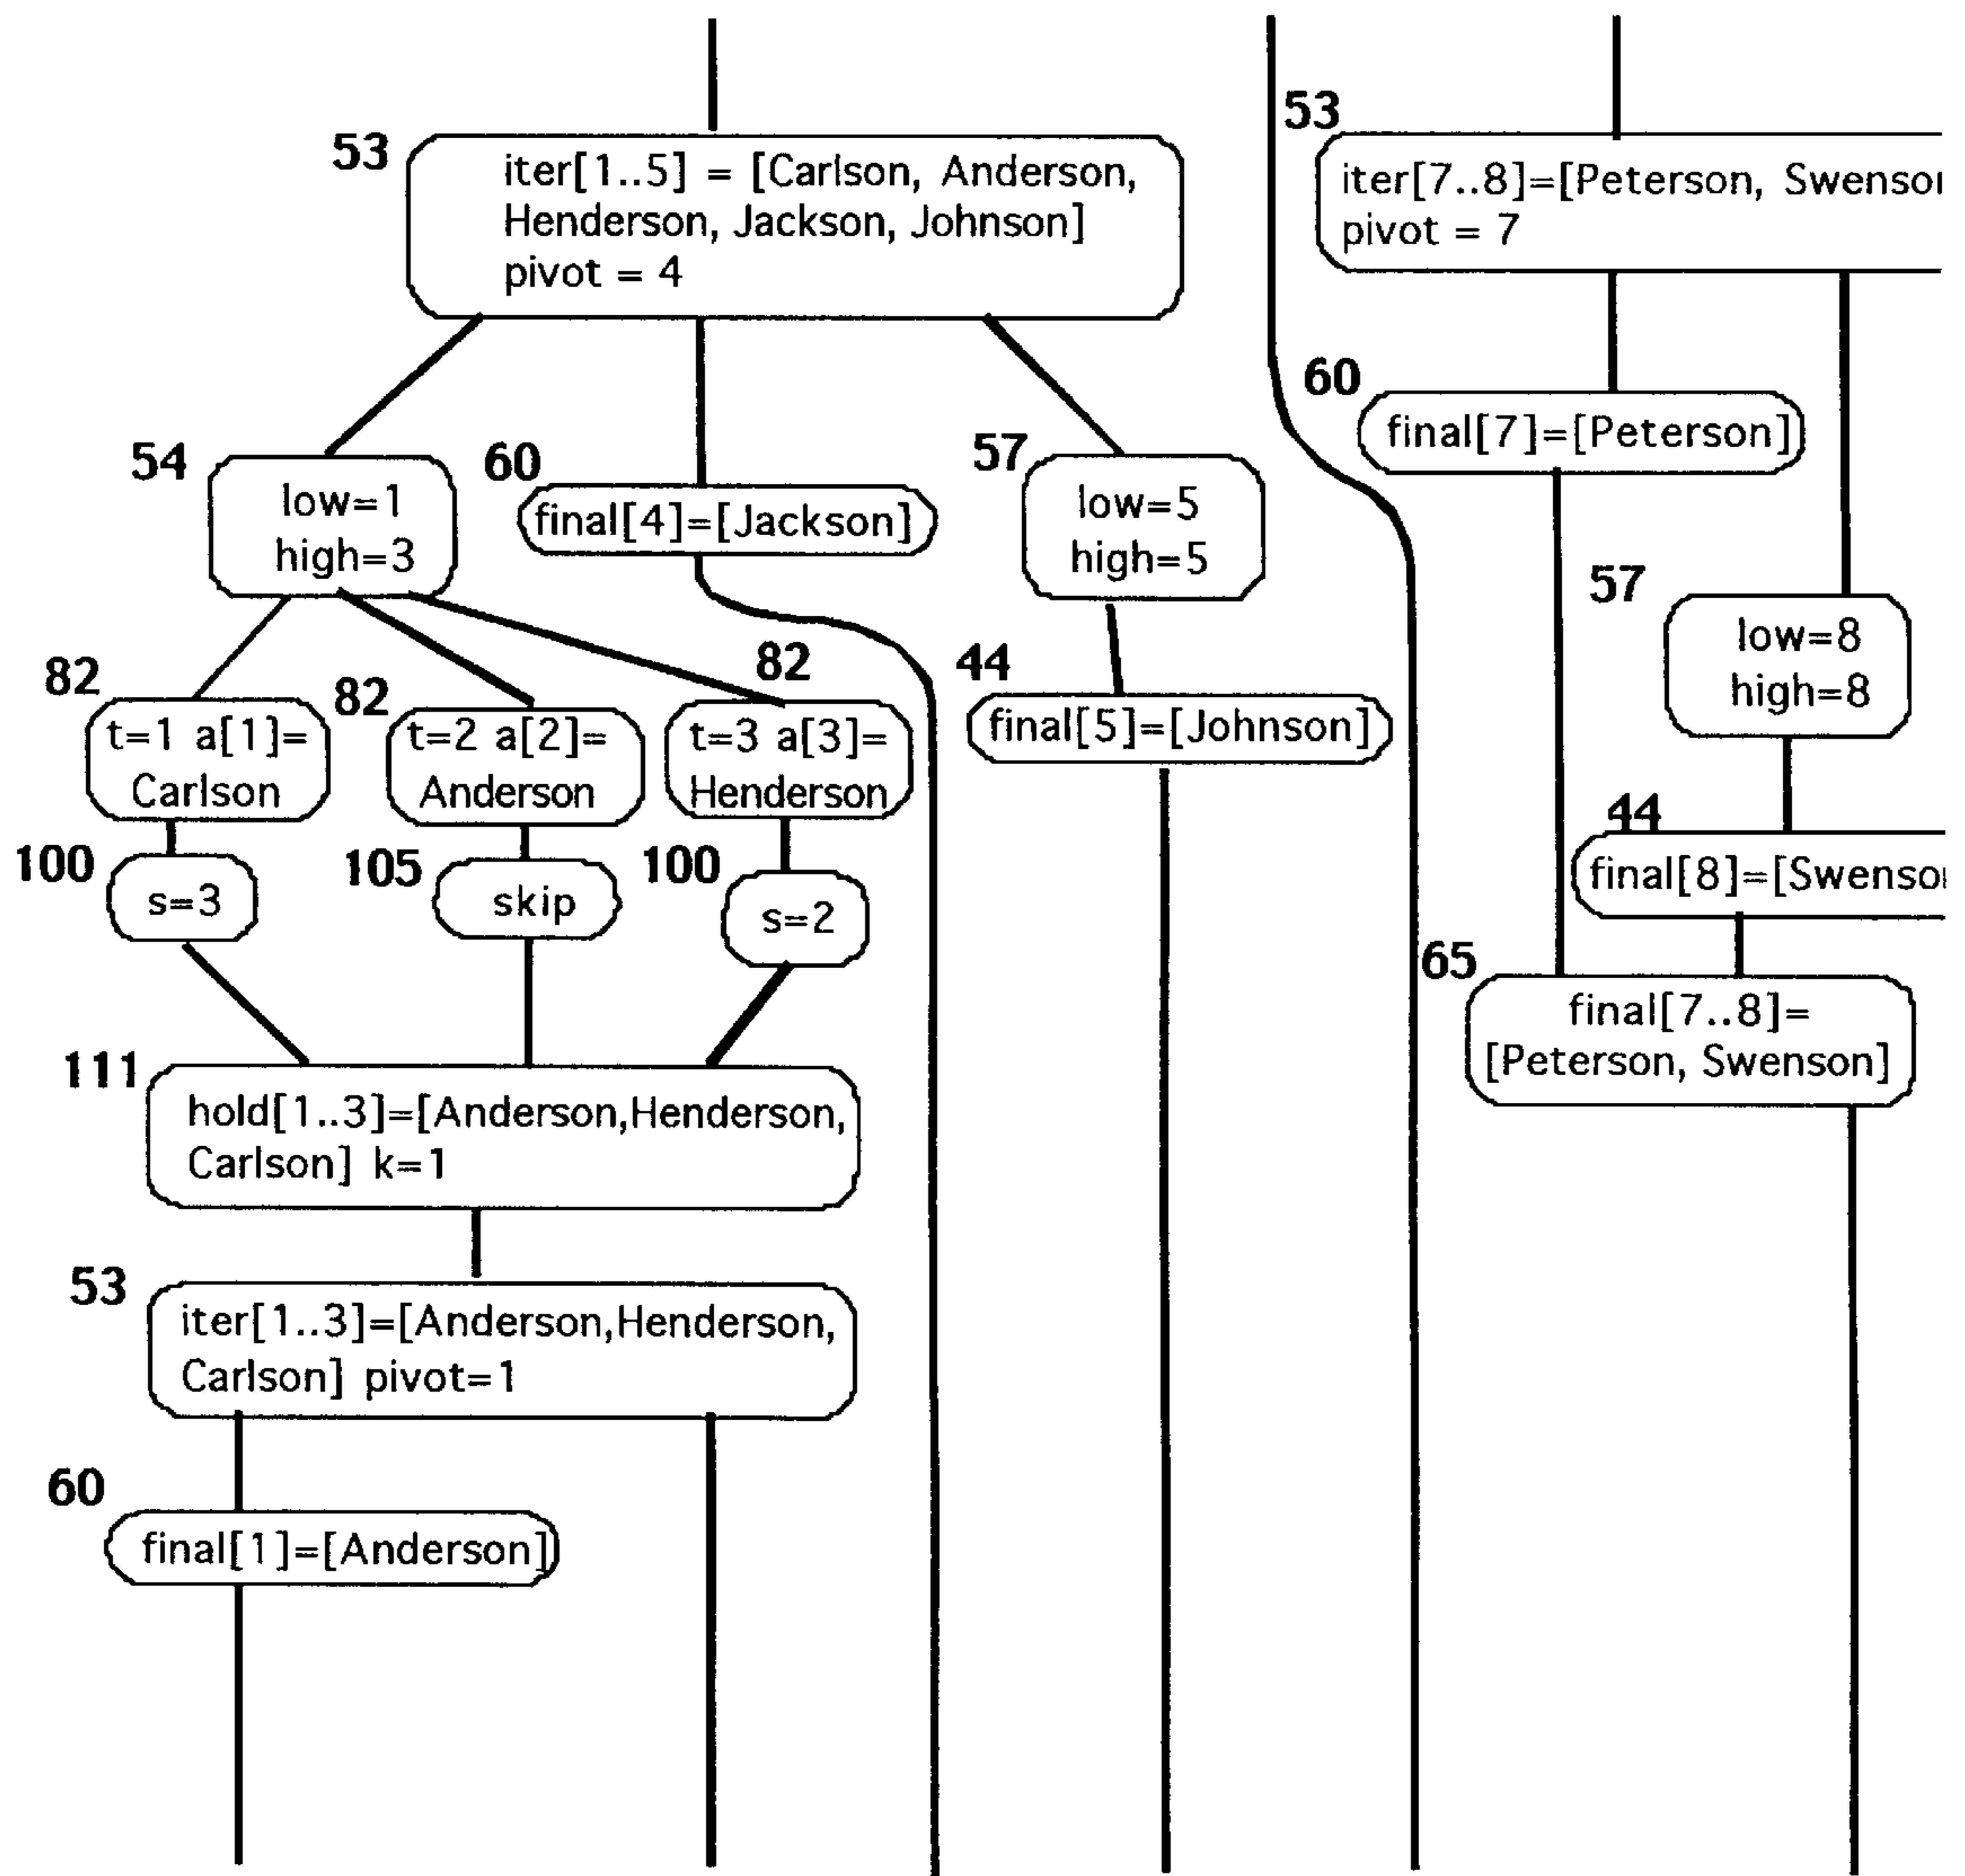 53
iter[1..5] = [Carlson, Anderson,
Henderson, Jackson, Johnson]
pivot = 4
54
low=1
high=3
60
final[4]=[Jackson]
57
low=5
high=5
82
t=1 a[1]=
Carlson
82
t=2 a[2]=
Anderson
82
t=3 a[3]=
Henderson
44
final[5]=[Johnson]
100
s=3
105
skip
100
s=2
111
hold[1..3]=[Anderson,Henderson,
Carlson] k=1
53
iter[1..3]=[Anderson,Henderson,
Carlson] pivot=1
60
final[1]=[Anderson]
53
iter[7..8]=[Peterson, Swenso
pivot = 7
60
final[7]=[Peterson]
57
low=8
high=8
44
final[8]=[Swenso
65
final[7..8]=
[Peterson, Swenson]